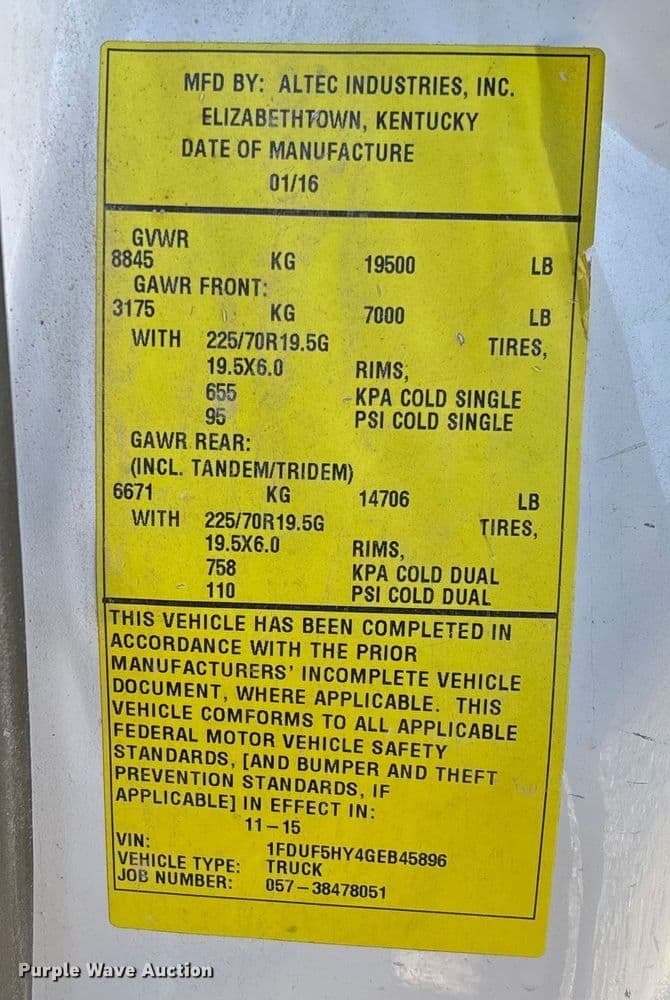 MFD BY: ALTEC INDUSTRIES, INC.
ELIZABETHTOWN, KENTUCKY
DATE OF MANUFACTURE
01/16
GVWR
8845 KG 19500 LB
GAWR FRONT:
3175 KG 7000 LB
WITH 225/70R19.5G TIRES,
19.5X6.0 RIMS,
655 KPA COLD SINGLE
95 PSI COLD SINGLE
GAWR REAR:
(INCL. TANDEM/TRIDEM)
6671 KG 14706 LB
WITH 225/70R19.5G TIRES,
19.5X6.0 RIMS,
758 KPA COLD DUAL
110 PSI COLD DUAL
THIS VEHICLE HAS BEEN COMPLETED IN
ACCORDANCE WITH THE PRIOR
MANUFACTURERS' INCOMPLETE VEHICLE
DOCUMENT, WHERE APPLICABLE. THIS
VEHICLE COMFORMS TO ALL APPLICABLE
FEDERAL MOTOR VEHICLE SAFETY
STANDARDS, [AND BUMPER AND THEFT
PREVENTION STANDARDS, IF
APPLICABLE] IN EFFECT IN:
11-15
VIN: 1FDUF5HY4GEB45896
VEHICLE TYPE: TRUCK
JOB NUMBER: 057-38478051
Purple Wave Auction